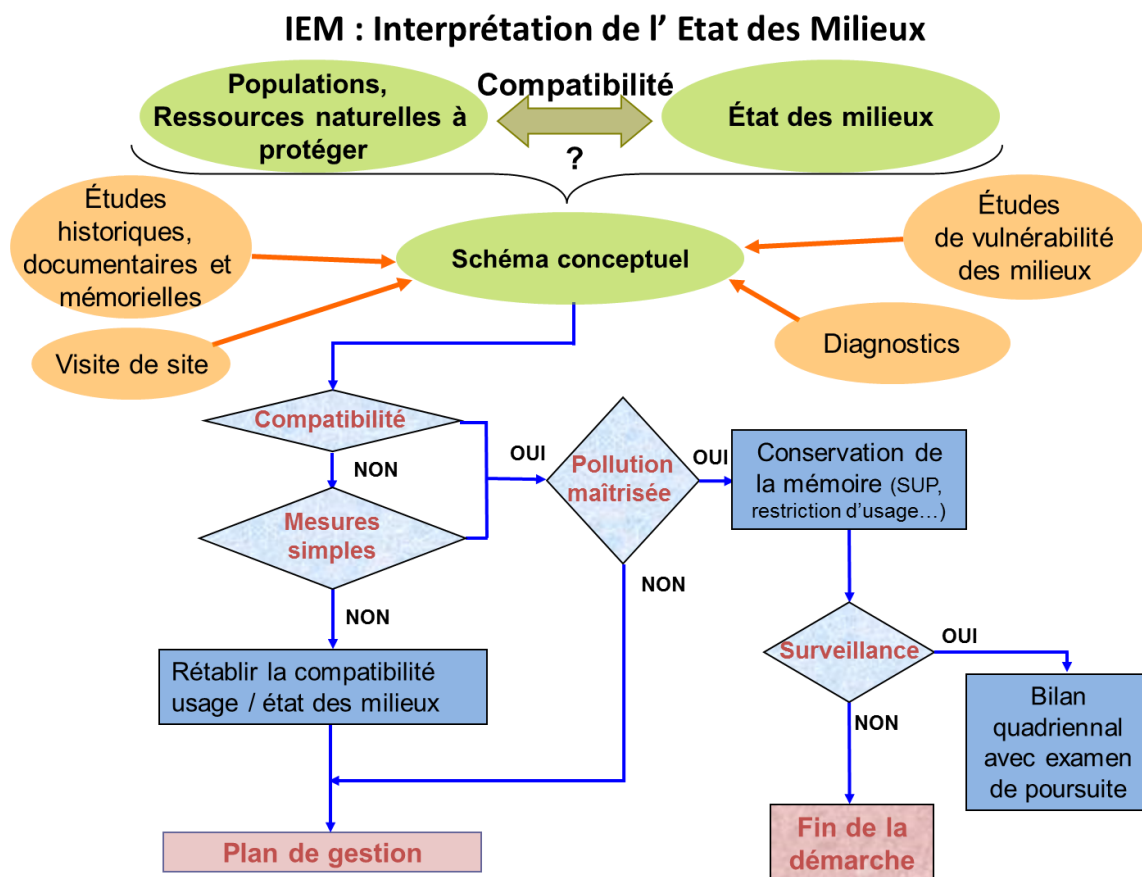 IEM : Interprétation de l’ Etat des Milieux
Populations,
Ressources naturelles à
protéger
Compatibilité
?
État des milieux
Études
historiques,
documentaires et
mémorielles
Schéma conceptuel
Études
de vulnérabilité
des milieux
Visite de site
Diagnostics
Compatibilité
NON
OUI
Mesures
simples
NON
Pollution
maîtrisée
OUI
NON
Conservation de
la mémoire (SUP,
restriction d’usage…)
Surveillance
OUI
NON
Rétablir la compatibilité
usage / état des milieux
Bilan
quadriennal
avec examen
de poursuite
Plan de gestion
Fin de la
démarche